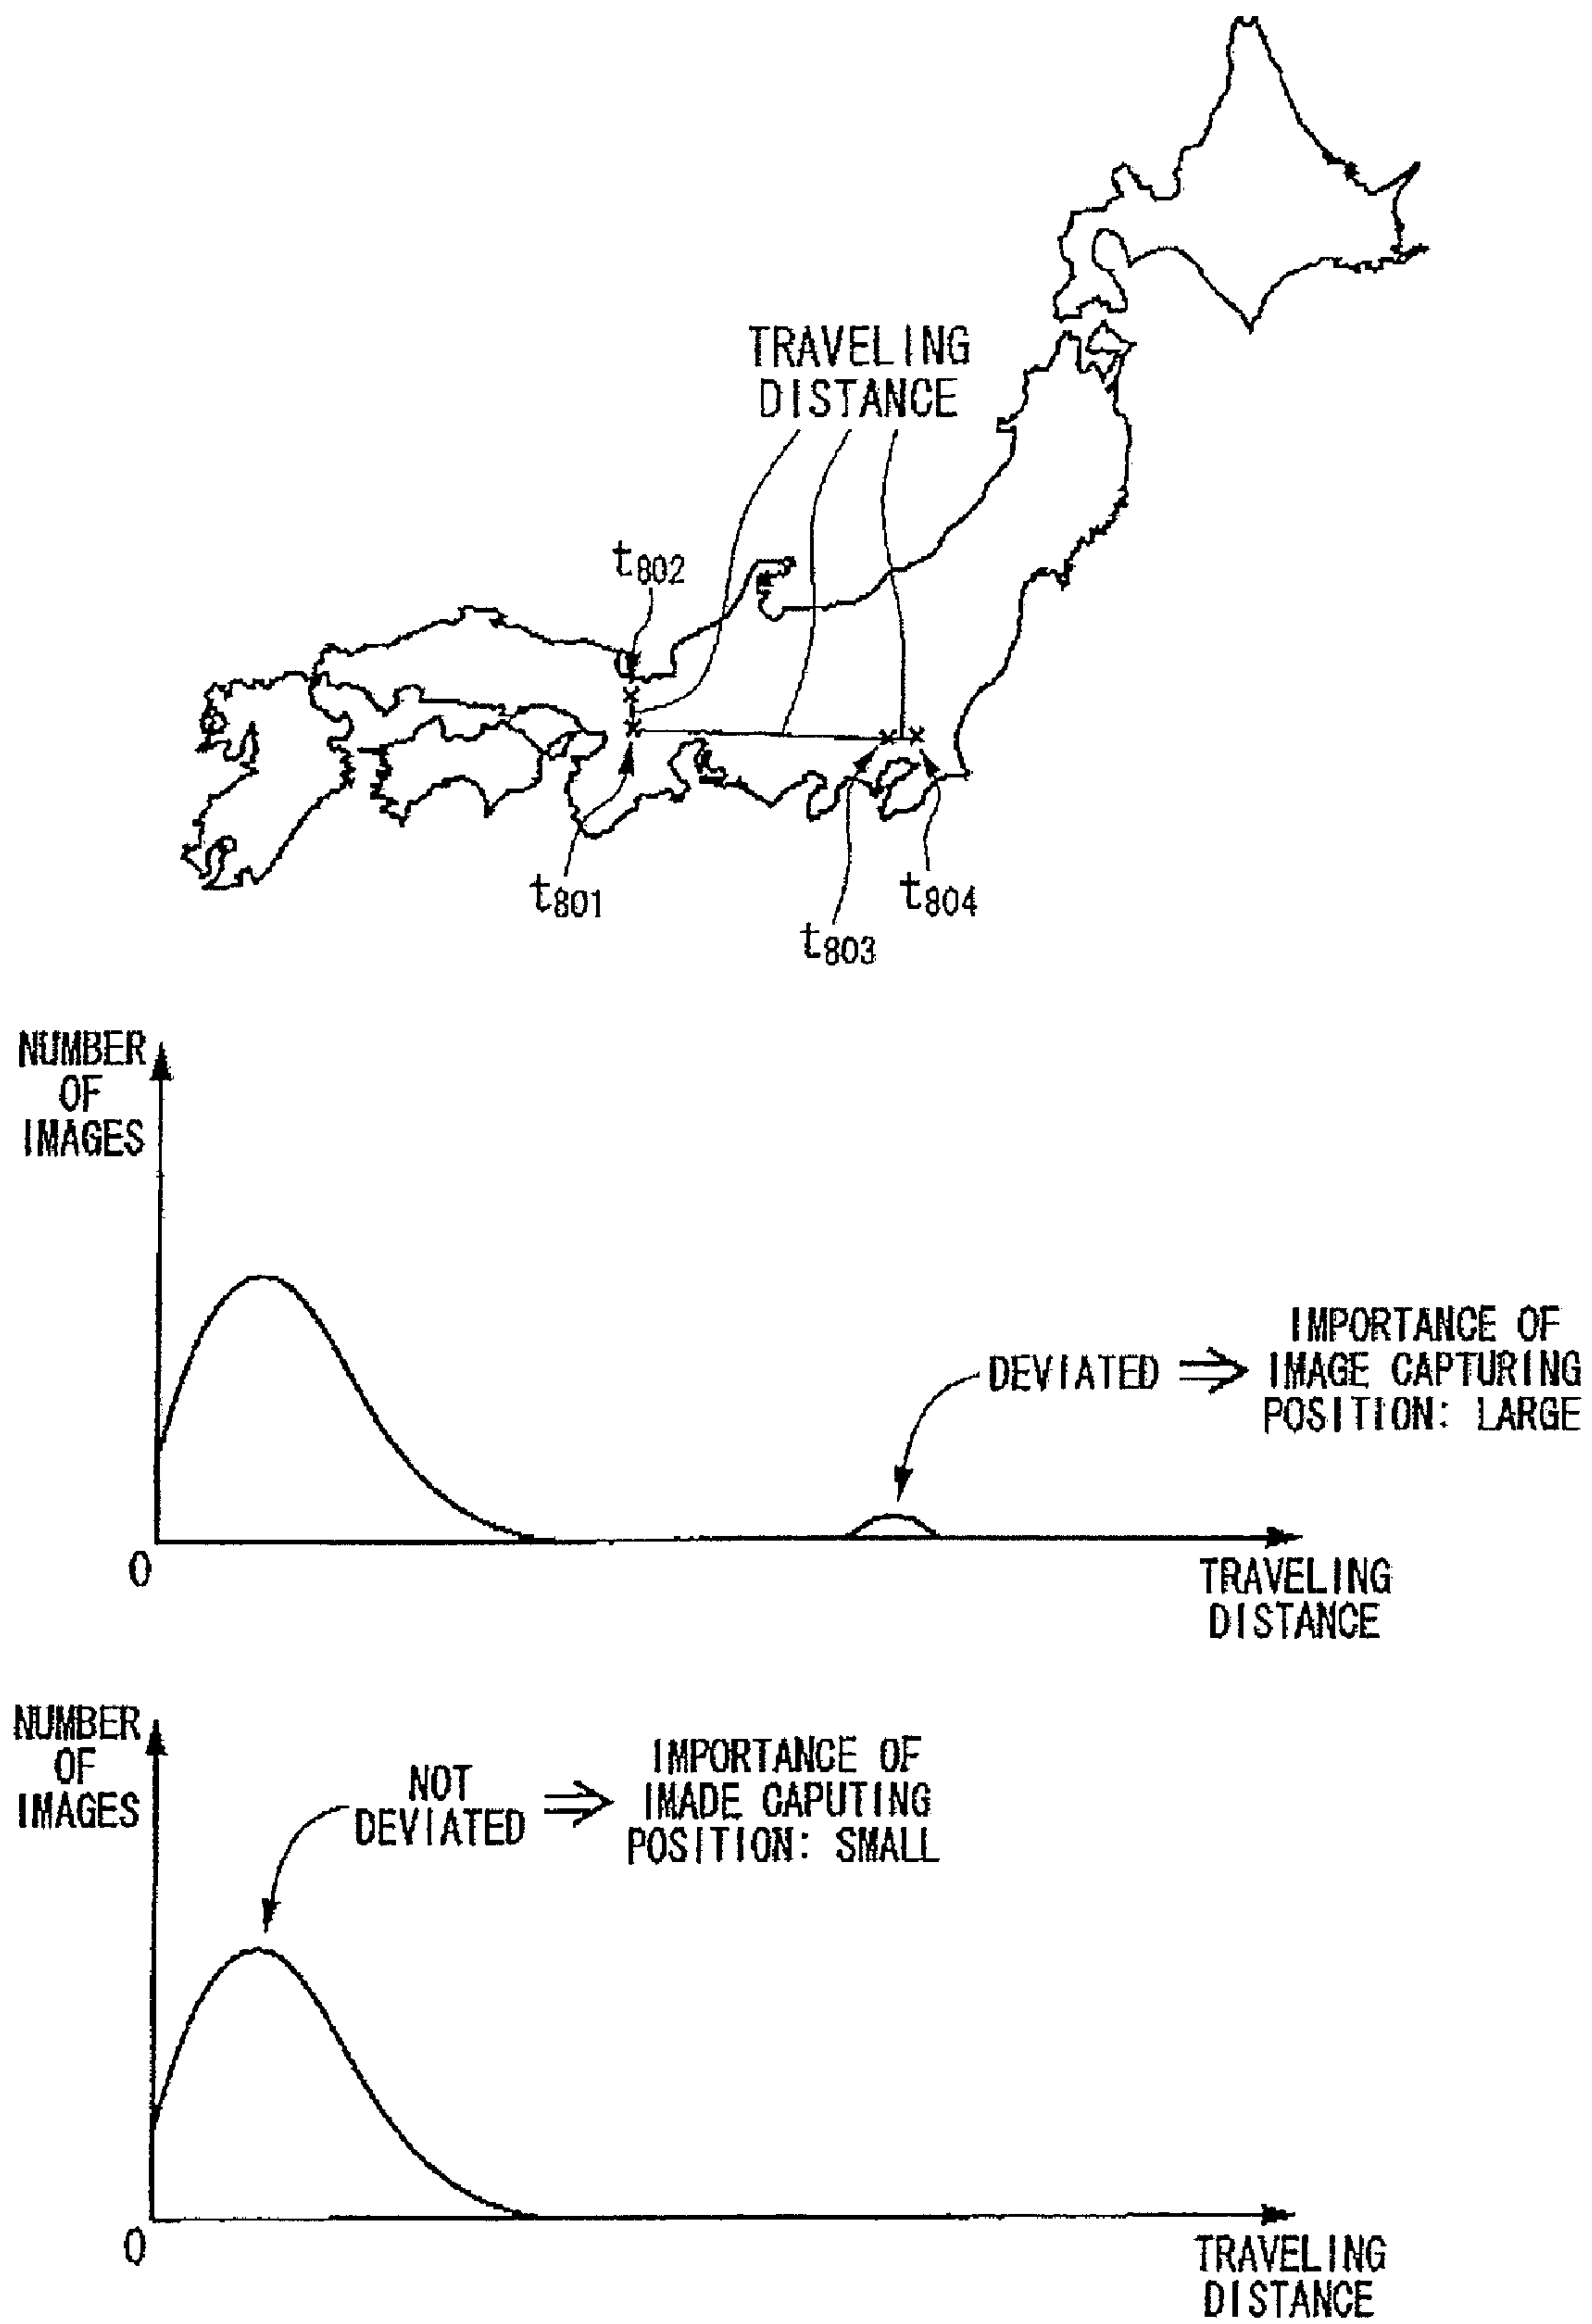 TRAVELING
DISTANCE
t802
t801
t803
t804
NUMBER
OF
IMAGES
DEVIATED ⇒
IMPORTANCE OF
IMAGE CAPTURING
POSITION: LARGE
0
TRAVELING
DISTANCE
NUMBER
OF
IMAGES
NOT
DEVIATED ⇒
IMPORTANCE OF
IMADE CAPUTING
POSITION: SMALL
0
TRAVELING
DISTANCE